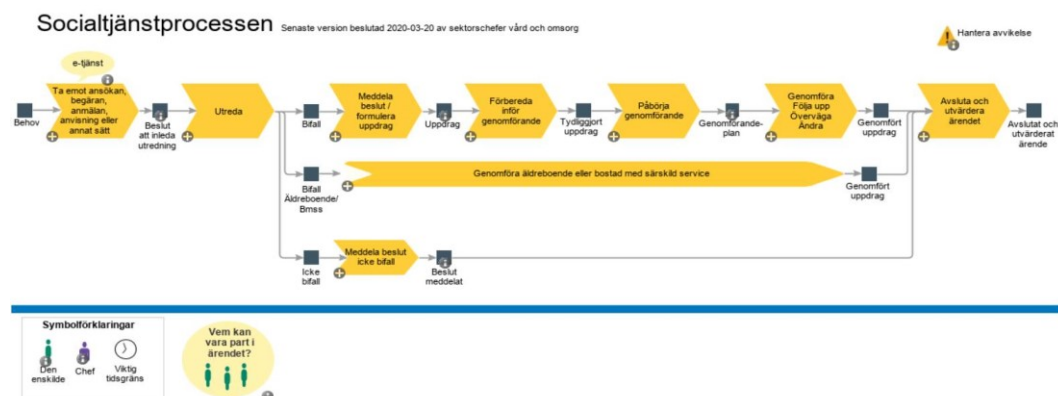 Socialtjänstprocessen
Senaste version beslutad 2020-03-20 av sektorschefer vård och omsorg
Hantera avvikelse
e-tjänst
Behov
Ta emot ansökan,
begäran,
anmälan,
anvisning eller
annat sätt
Beslut
att inleda
utredning
Utreda
Bifall
Meddela
beslut /
formulera
uppdrag
Uppdrag
Förbereda
inför
genomförande
Tydliggjort
uppdrag
Påbörja
genomförande
Genomförande-
plan
Genomföra
Följa upp
Överväga
Ändra
Genomfört
uppdrag
Avsluta och
utvärdera
ärendet
Avslutat och
utvärderat
ärende
Bifall
Äldreboende/
Bmss
Genomföra äldreboende eller bostad med särskild service
Genomfört
uppdrag
Icke
bifall
Meddela beslut
icke bifall
Beslut
meddelat
Symbolförklaringar
Den
enskilde
Chef
Viktig
tidsgräns
Vem kan
vara part i
ärendet?